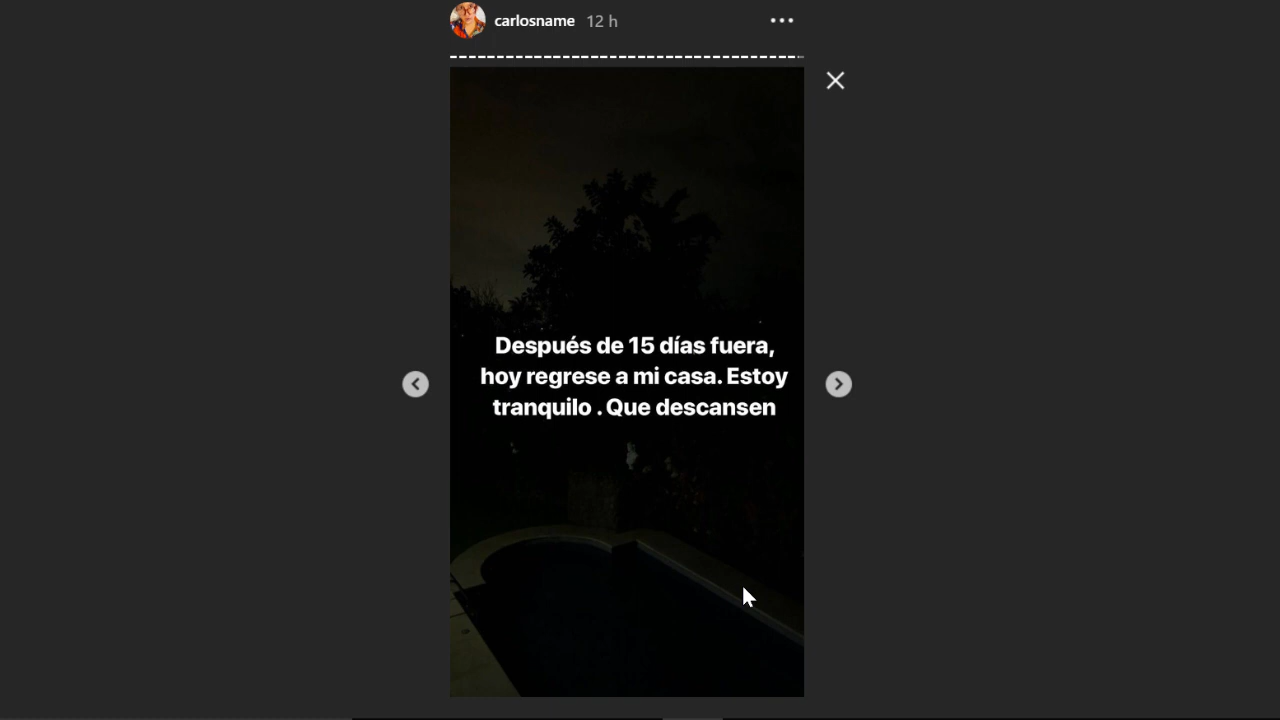 carlosname 12 h
Después de 15 días fuera,
hoy regrese a mi casa. Estoy
tranquilo . Que descansen